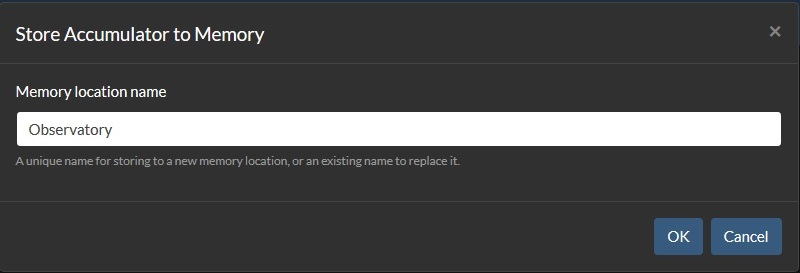 Store Accumulator to Memory
×
Memory location name
Observatory
A unique name for storing to a new memory location, or an existing name to replace it.
OK Cancel